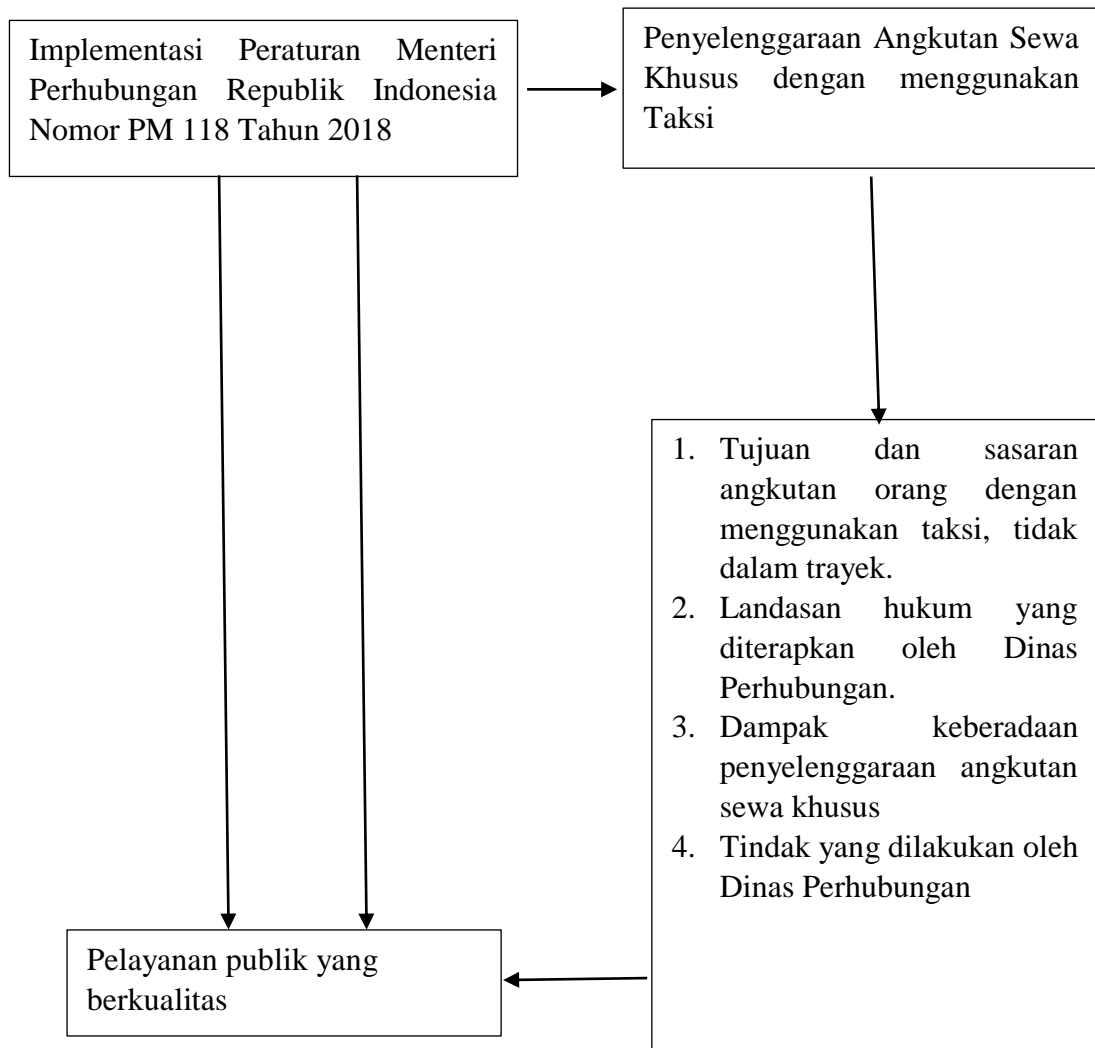 Implementasi Peraturan Menteri
Perhubungan Republik Indonesia
Nomor PM 118 Tahun 2018
Penyelenggaraan Angkutan Sewa
Khusus dengan menggunakan
Taksi
1. Tujuan dan sasaran
angkutan orang dengan
menggunakan taksi, tidak
dalam trayek.
2. Landasan hukum yang
diterapkan oleh Dinas
Perhubungan.
3. Dampak keberadaan
penyelenggaraan angkutan
sewa khusus
4. Tindak yang dilakukan oleh
Dinas Perhubungan
Pelayanan publik yang
berkualitas